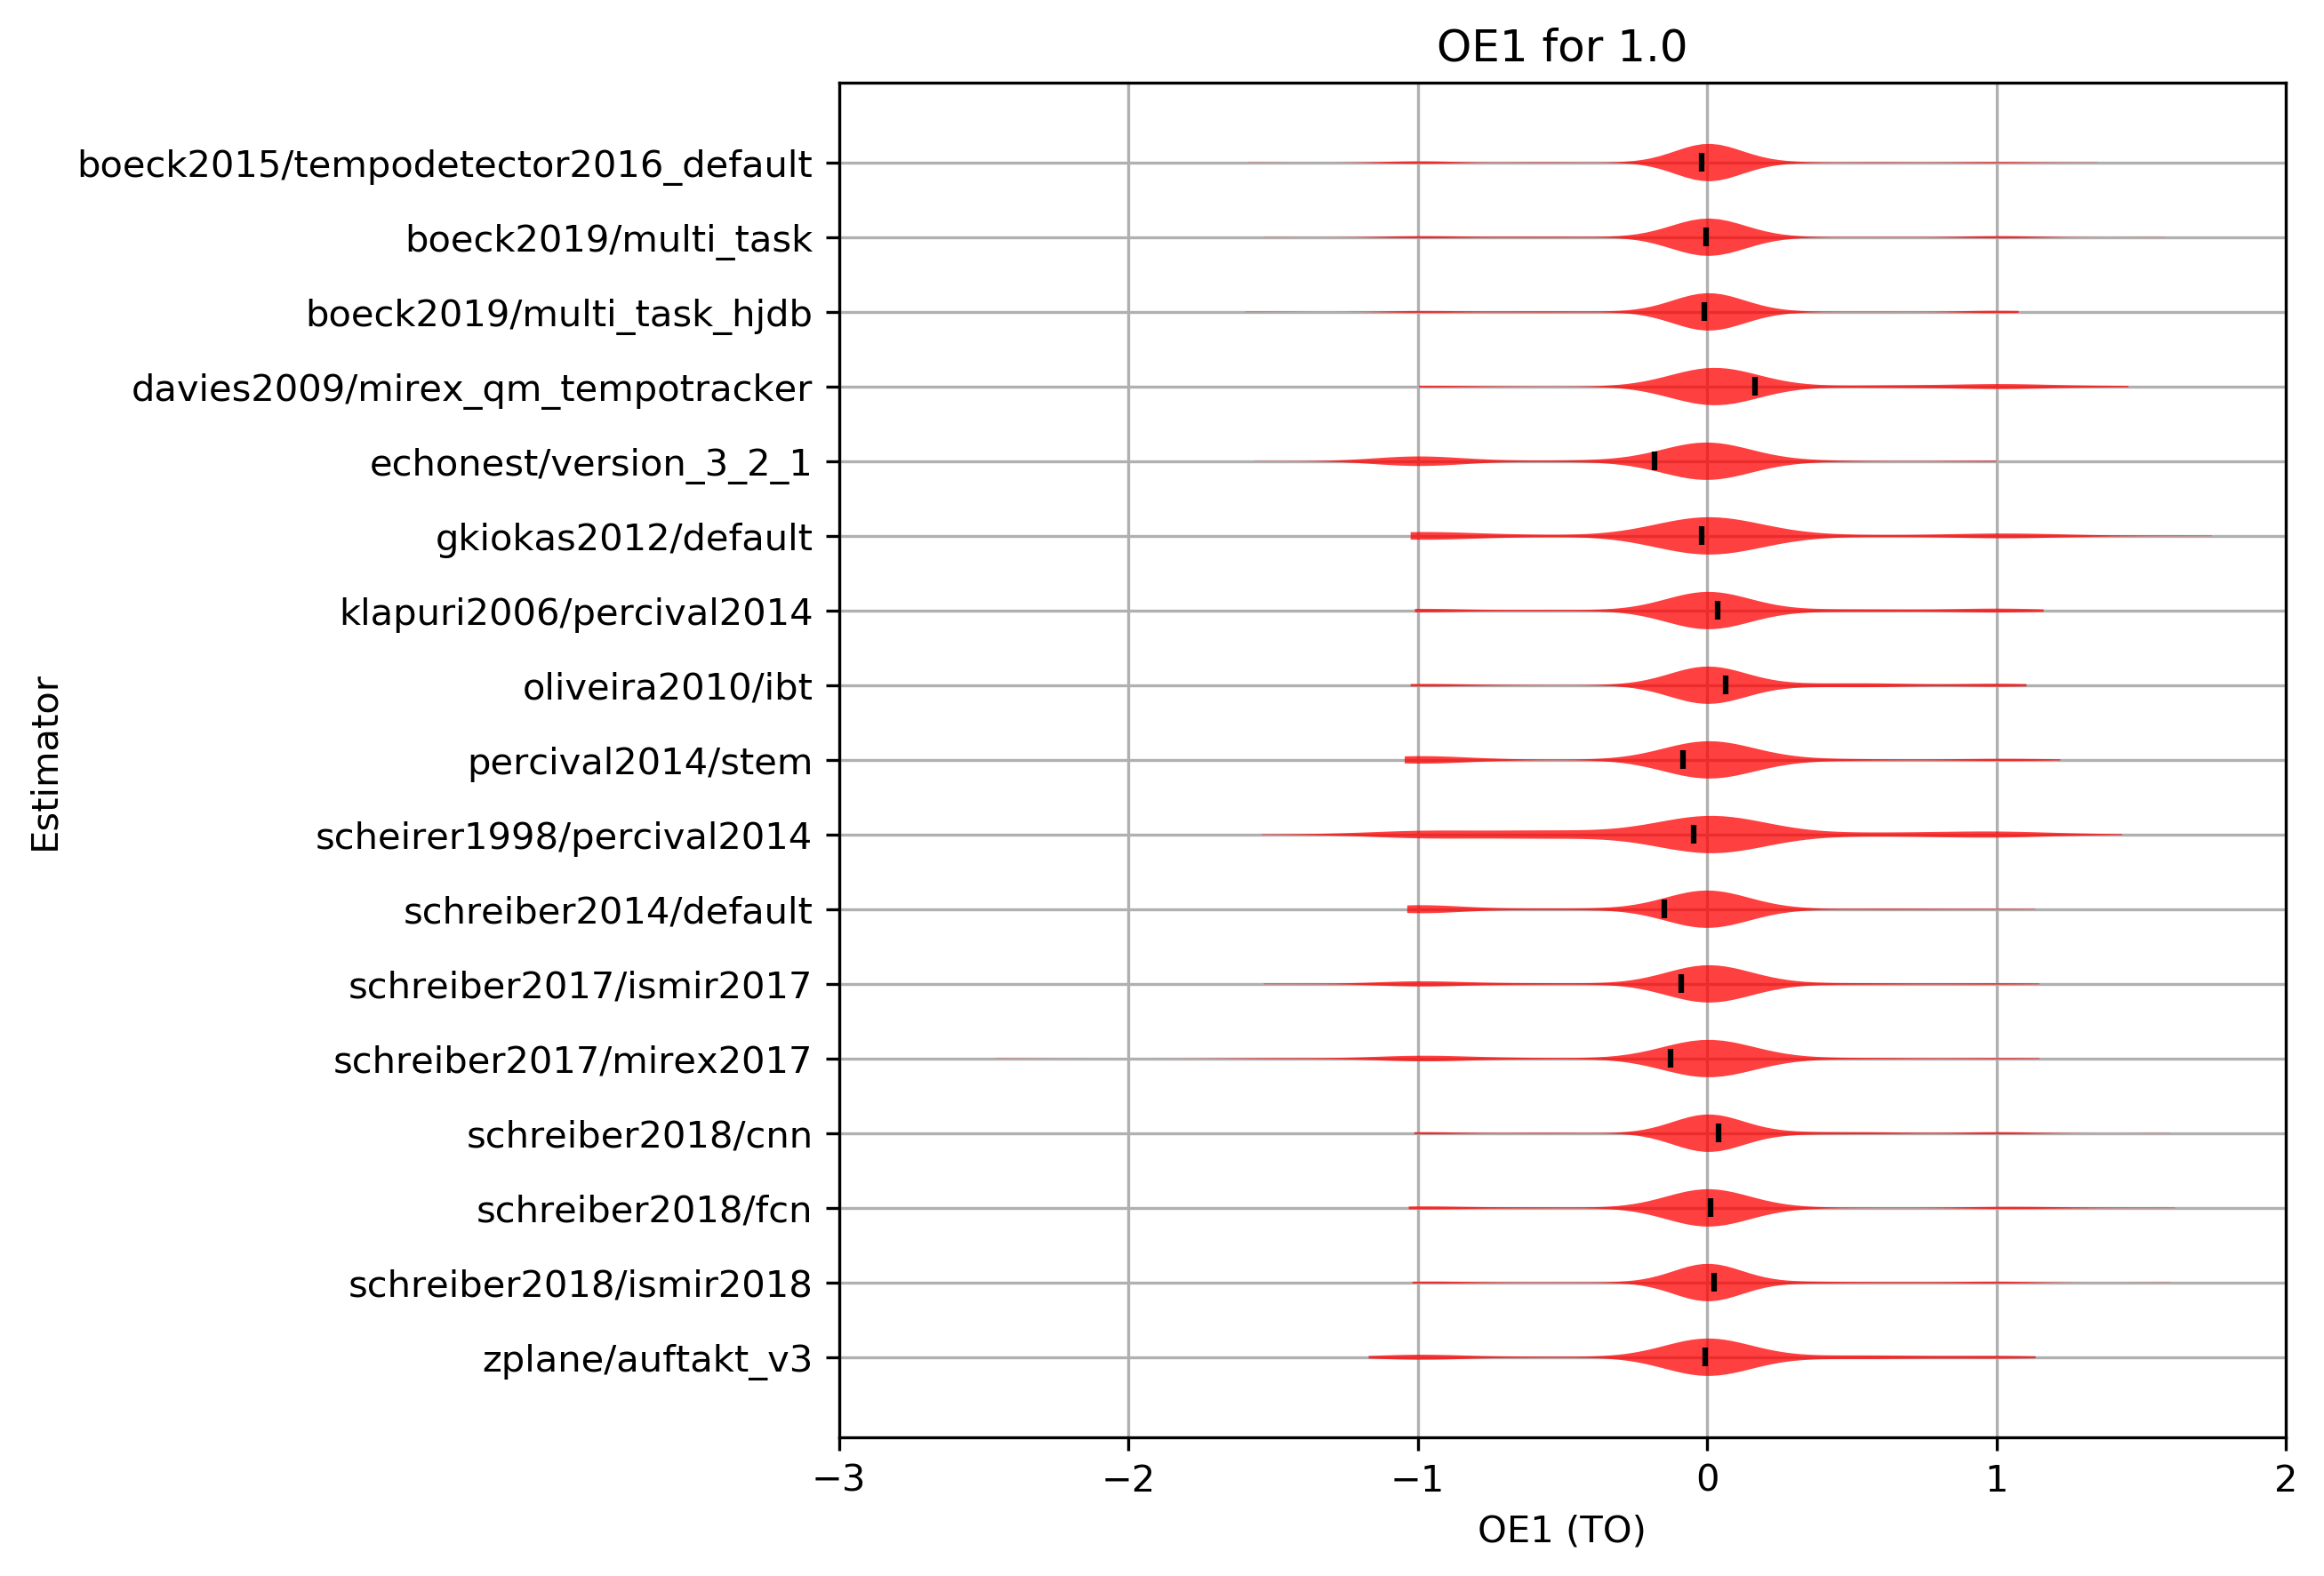 OE1 for 1.0
Estimator
boeck2015/tempodetector2016_default
boeck2019/multi_task
boeck2019/multi_task_hjdb
davies2009/mirex_qm_tempotracker
echonest/version_3_2_1
gkiokas2012/default
klapuri2006/percival2014
oliveira2010/ibt
percival2014/stem
scheirer1998/percival2014
schreiber2014/default
schreiber2017/ismir2017
schreiber2017/mirex2017
schreiber2018/cnn
schreiber2018/fcn
schreiber2018/ismir2018
zplane/auftakt_v3
−3 −2 −1 0 1 2
OE1 (TO)